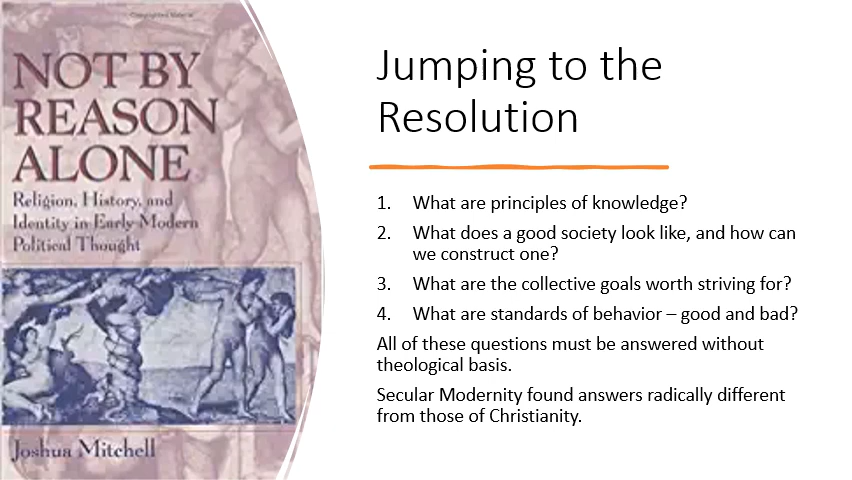 Copyrighted Material
NOT BY
REASON
ALONE
Religion, History, and
Identity in Early Modern
Political Thought
Joshua Mitchell
Jumping to the
Resolution
1. What are principles of knowledge?
2. What does a good society look like, and how can
we construct one?
3. What are the collective goals worth striving for?
4. What are standards of behavior – good and bad?
All of these questions must be answered without
theological basis.
Secular Modernity found answers radically different
from those of Christianity.